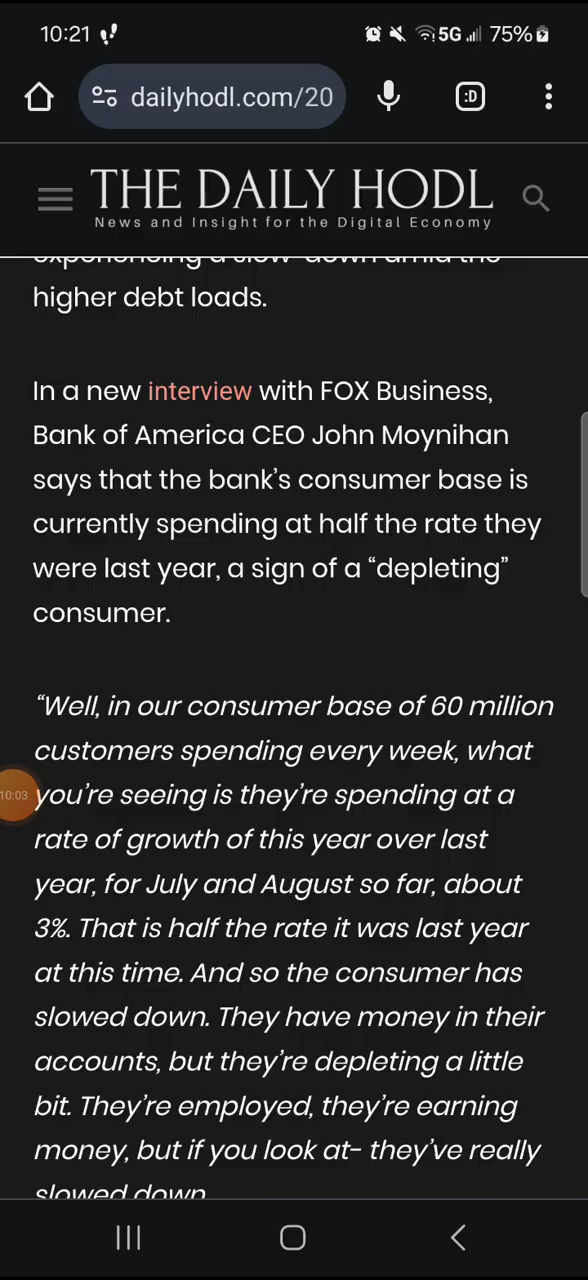 10:21
5G 75%
dailyhodl.com/20
:D
THE DAILY HODL
News and Insight for the Digital Economy
experiencing a slow-down amid the
higher debt loads.
In a new interview with FOX Business,
Bank of America CEO John Moynihan
says that the bank’s consumer base is
currently spending at half the rate they
were last year, a sign of a “depleting”
consumer.
“Well, in our consumer base of 60 million
customers spending every week, what
10:03
you’re seeing is they’re spending at a
rate of growth of this year over last
year, for July and August so far, about
3%. That is half the rate it was last year
at this time. And so the consumer has
slowed down. They have money in their
accounts, but they’re depleting a little
bit. They’re employed, they’re earning
money, but if you look at– they’ve really
slowed down